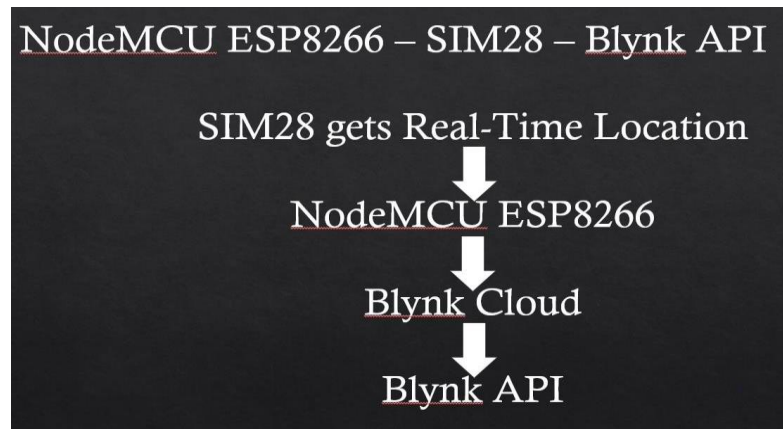 NodeMCU ESP8266 – SIM28 – Blynk API
SIM28 gets Real-Time Location
NodeMCU ESP8266
Blynk Cloud
Blynk API